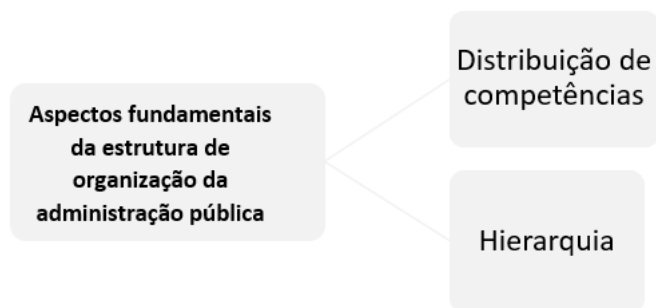 Aspectos fundamentais
da estrutura de
organização da
administração pública
Distribuição de
competências
Hierarquia